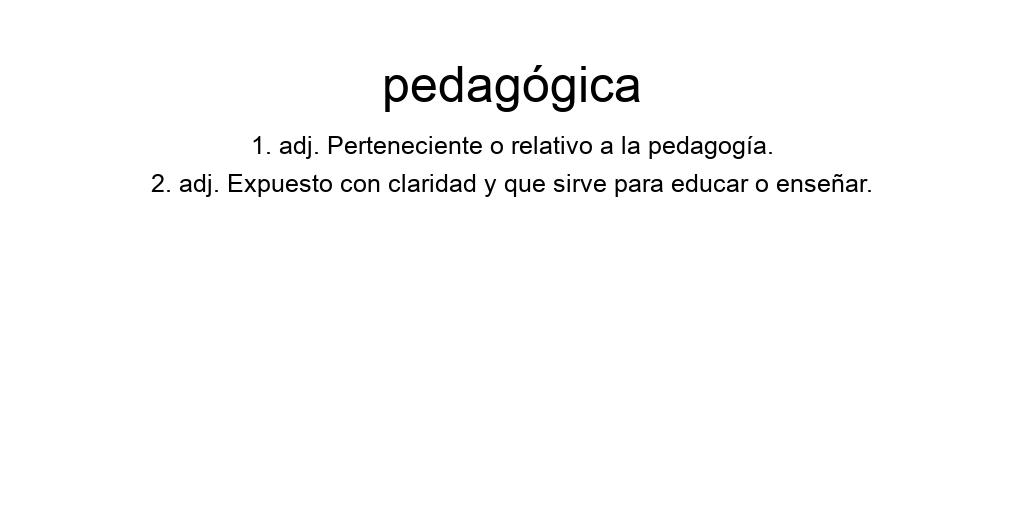 pedagógica
1. adj. Perteneciente o relativo a la pedagogía.
2. adj. Expuesto con claridad y que sirve para educar o enseñar.